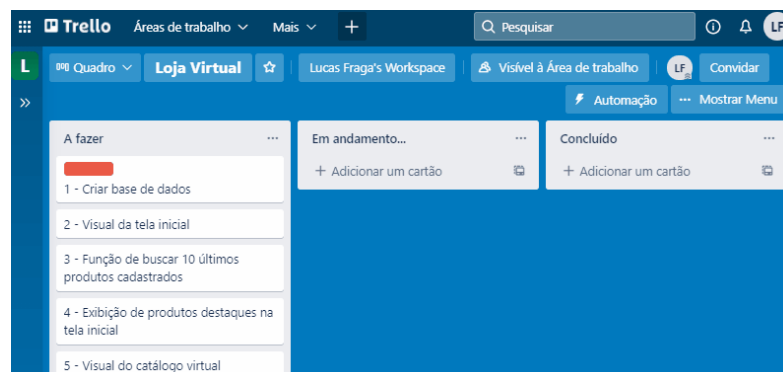 Trello Áreas de trabalho Mais Pesquisar LF
L Quadro Loja Virtual Lucas Fraga's Workspace Visível à Área de trabalho LF Convidar
Automação Mostrar Menu
A fazer
1 - Criar base de dados
2 - Visual da tela inicial
3 - Função de buscar 10 últimos
produtos cadastrados
4 - Exibição de produtos destaques na
tela inicial
5 - Visual do catálogo virtual
Em andamento...
+ Adicionar um cartão
Concluído
+ Adicionar um cartão